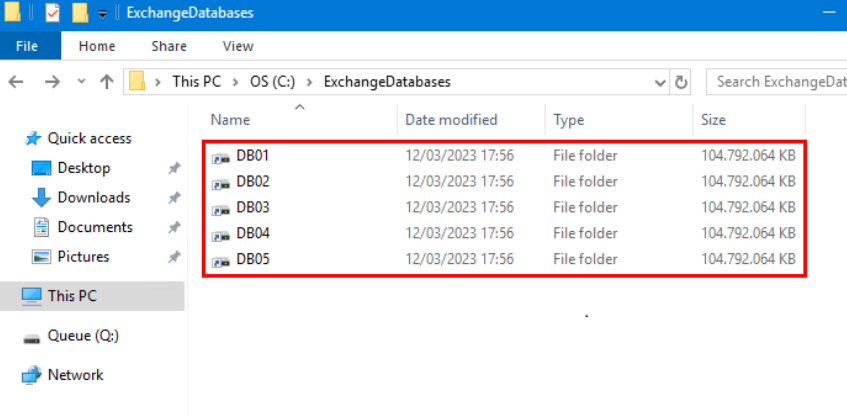 ExchangeDatabases
File Home Share View
This PC OS (C:) ExchangeDatabases Search ExchangeDat
Name Date modified Type Size
Quick access
Desktop
Downloads
Documents
Pictures
This PC
Queue (Q:)
Network
DB01 12/03/2023 17:56 File folder 104.792.064 KB
DB02 12/03/2023 17:56 File folder 104.792.064 KB
DB03 12/03/2023 17:56 File folder 104.792.064 KB
DB04 12/03/2023 17:56 File folder 104.792.064 KB
DB05 12/03/2023 17:56 File folder 104.792.064 KB